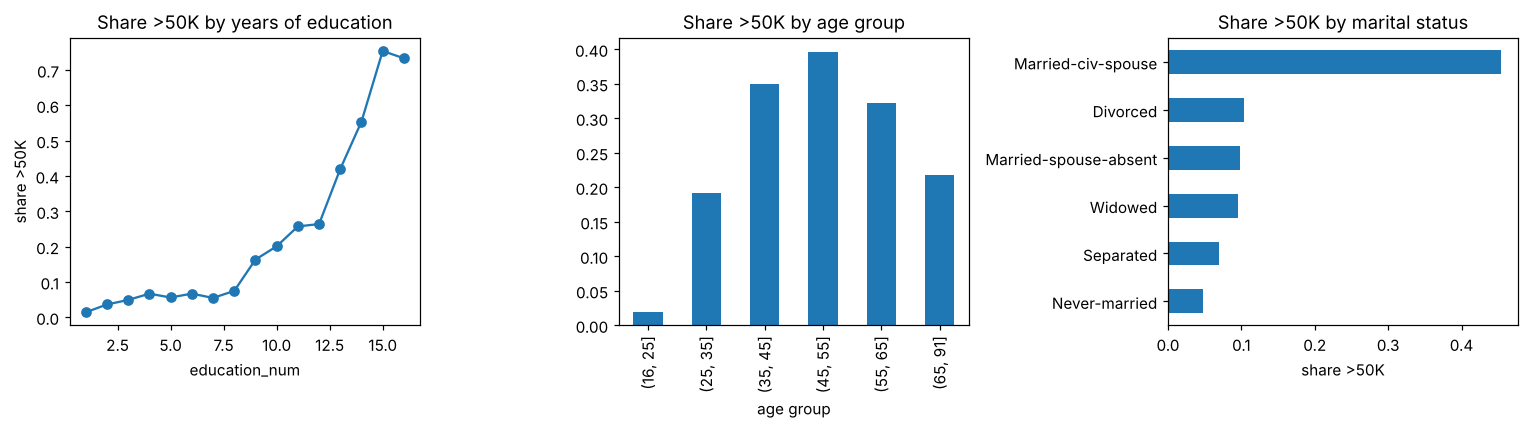 Share >50K by years of education
share >50K
0.7
0.6
0.5
0.4
0.3
0.2
0.1
0.0
2.5 5.0 7.5 10.0 12.5 15.0
education_num
Share >50K by age group
0.40
0.35
0.30
0.25
0.20
0.15
0.10
0.05
0.00
(16, 25] (25, 35] (35, 45] (45, 55] (55, 65] (65, 91]
age group
Share >50K by marital status
Married-civ-spouse
Divorced
Married-spouse-absent
Widowed
Separated
Never-married
0.0 0.1 0.2 0.3 0.4
share >50K